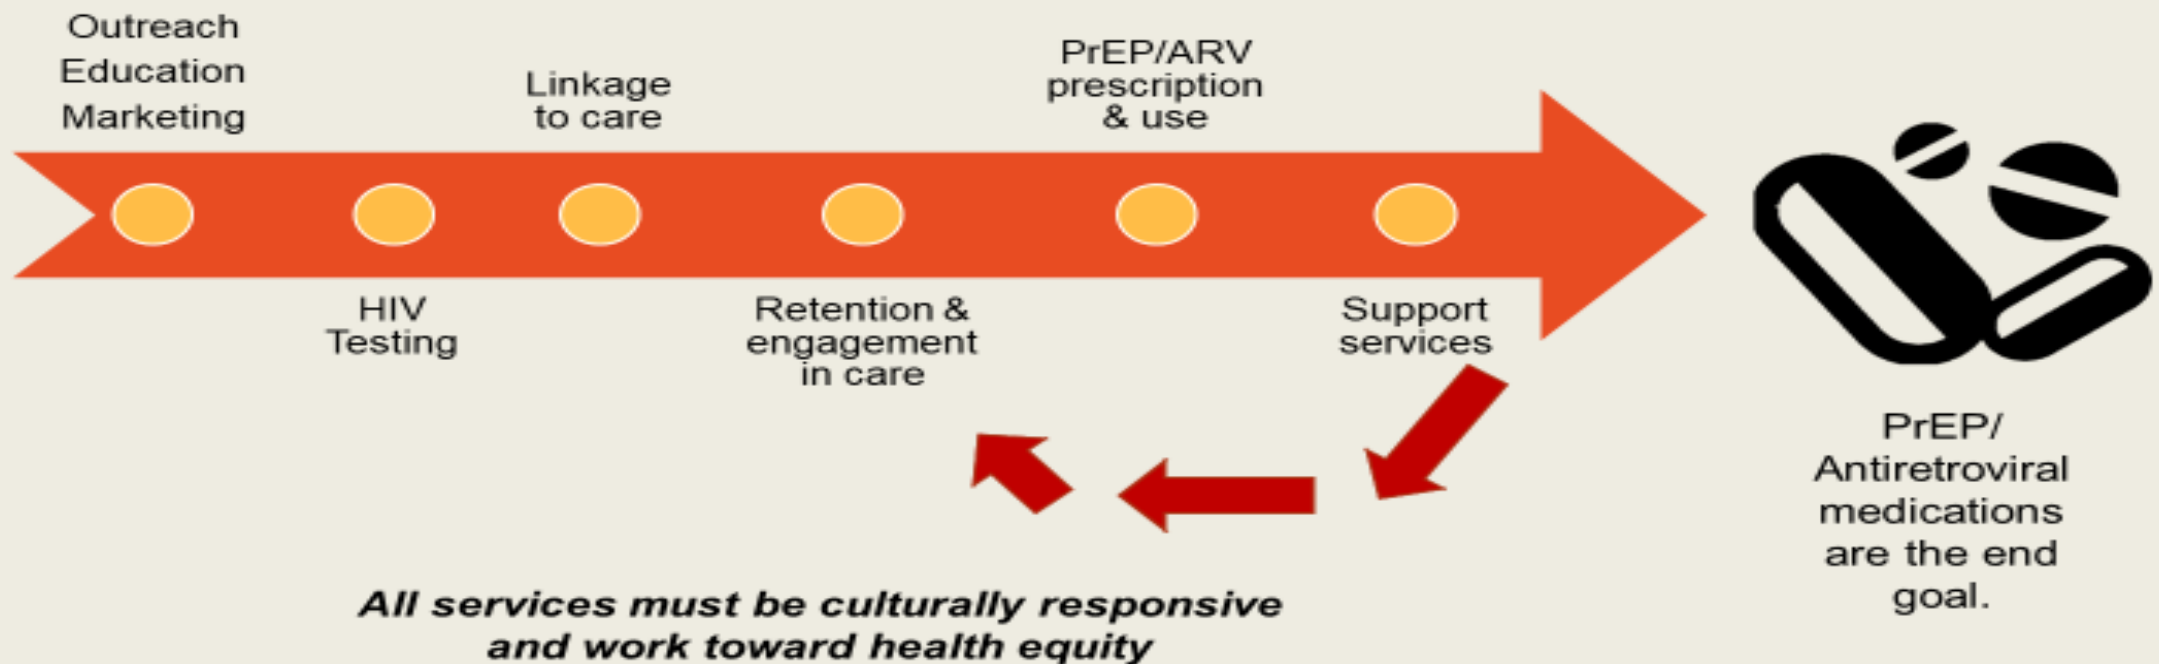 Outreach
Education
Marketing
HIV
Testing
Linkage
to care
Retention &
engagement
in care
PrEP/ARV
prescription
& use
Support
services
PrEP/
Antiretroviral
medications
are the end
goal.
All services must be culturally responsive
and work toward health equity